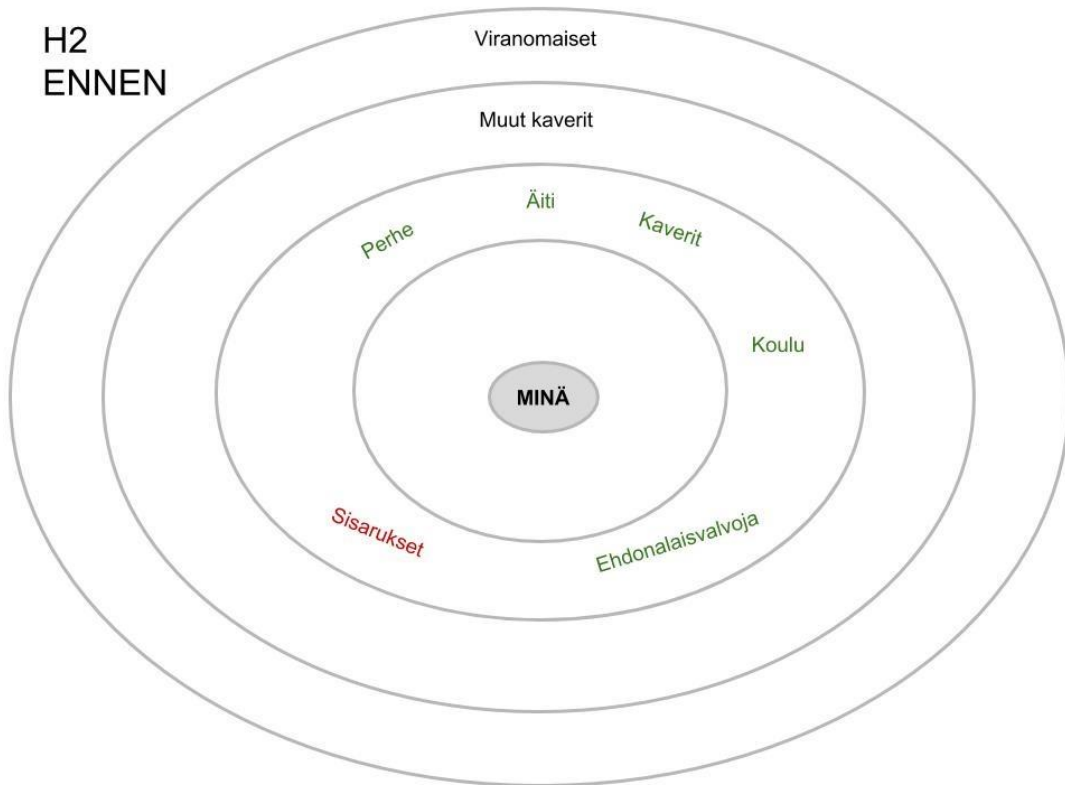 H2
ENNEN
Viranomaiset
Muut kaverit
Äiti
Perhe
Kaverit
Koulu
MINÄ
Sisarukset
Ehdonalaisvalvoja